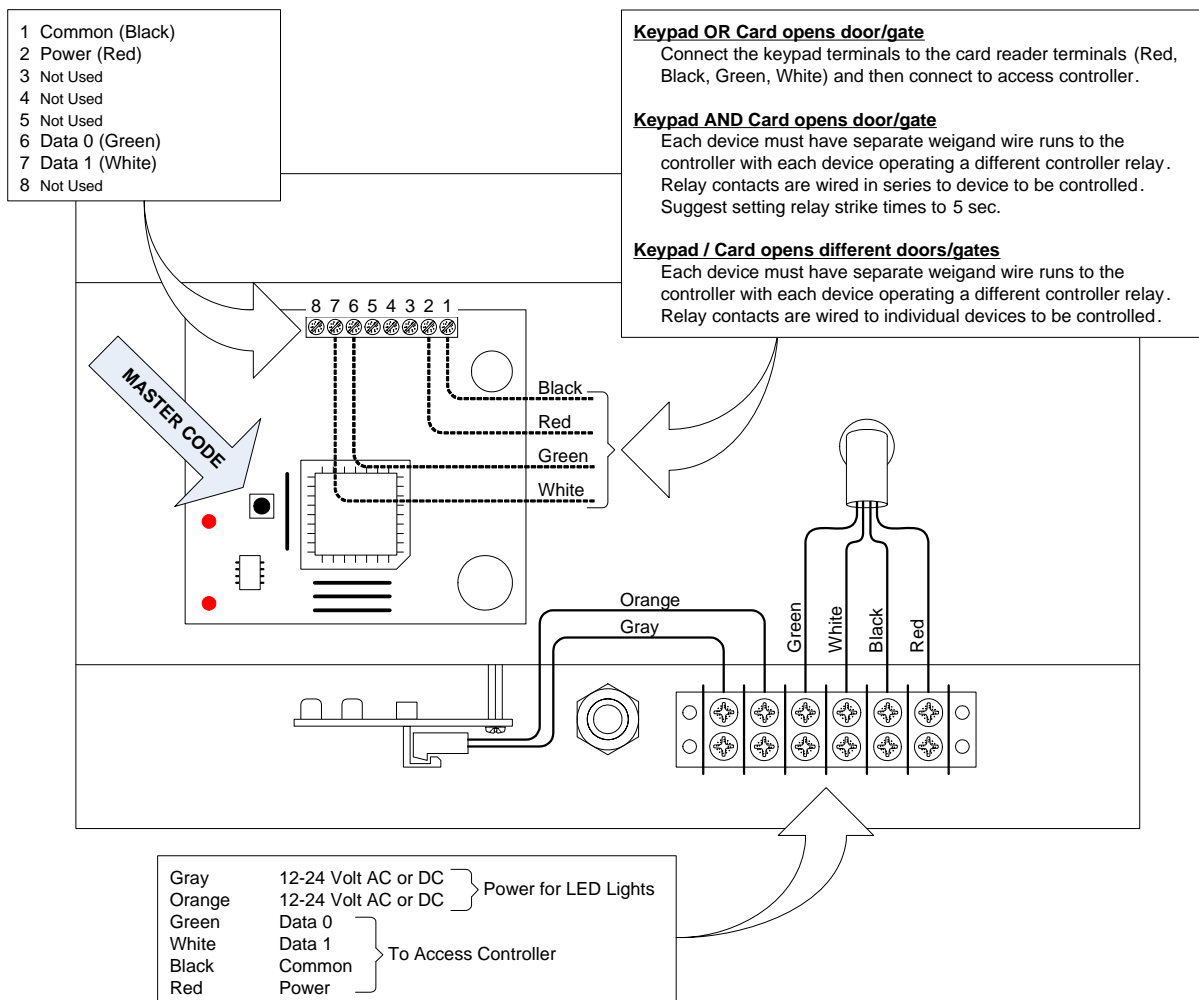 1 Common (Black)
2 Power (Red)
3 Not Used
4 Not Used
5 Not Used
6 Data 0 (Green)
7 Data 1 (White)
8 Not Used
Keypad OR Card opens door/gate
Connect the keypad terminals to the card reader terminals (Red,
Black, Green, White) and then connect to access controller.
Keypad AND Card opens door/gate
Each device must have separate weigand wire runs to the
controller with each device operating a different controller relay.
Relay contacts are wired in series to device to be controlled.
Suggest setting relay strike times to 5 sec.
Keypad / Card opens different doors/gates
Each device must have separate weigand wire runs to the
controller with each device operating a different controller relay.
Relay contacts are wired to individual devices to be controlled.
8 7 6 5 4 3 2 1
MASTER CODE
Black
Red
Green
White
Orange
Gray
Green
White
Black
Red
Gray 12-24 Volt AC or DC
Orange 12-24 Volt AC or DC
Power for LED Lights
Green Data 0
White Data 1
Black Common
Red Power
To Access Controller